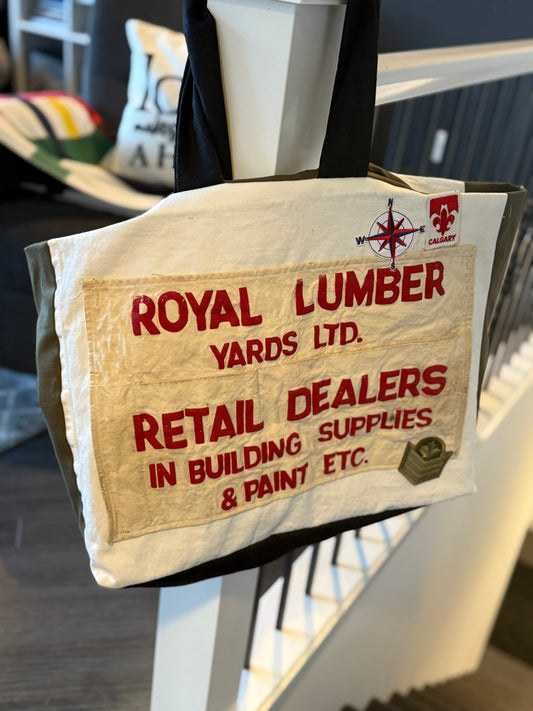 N
W E
S
CALGARY
ROYAL LUMBER
YARDS LTD.
RETAIL DEALERS
IN BUILDING SUPPLIES
& PAINT ETC.